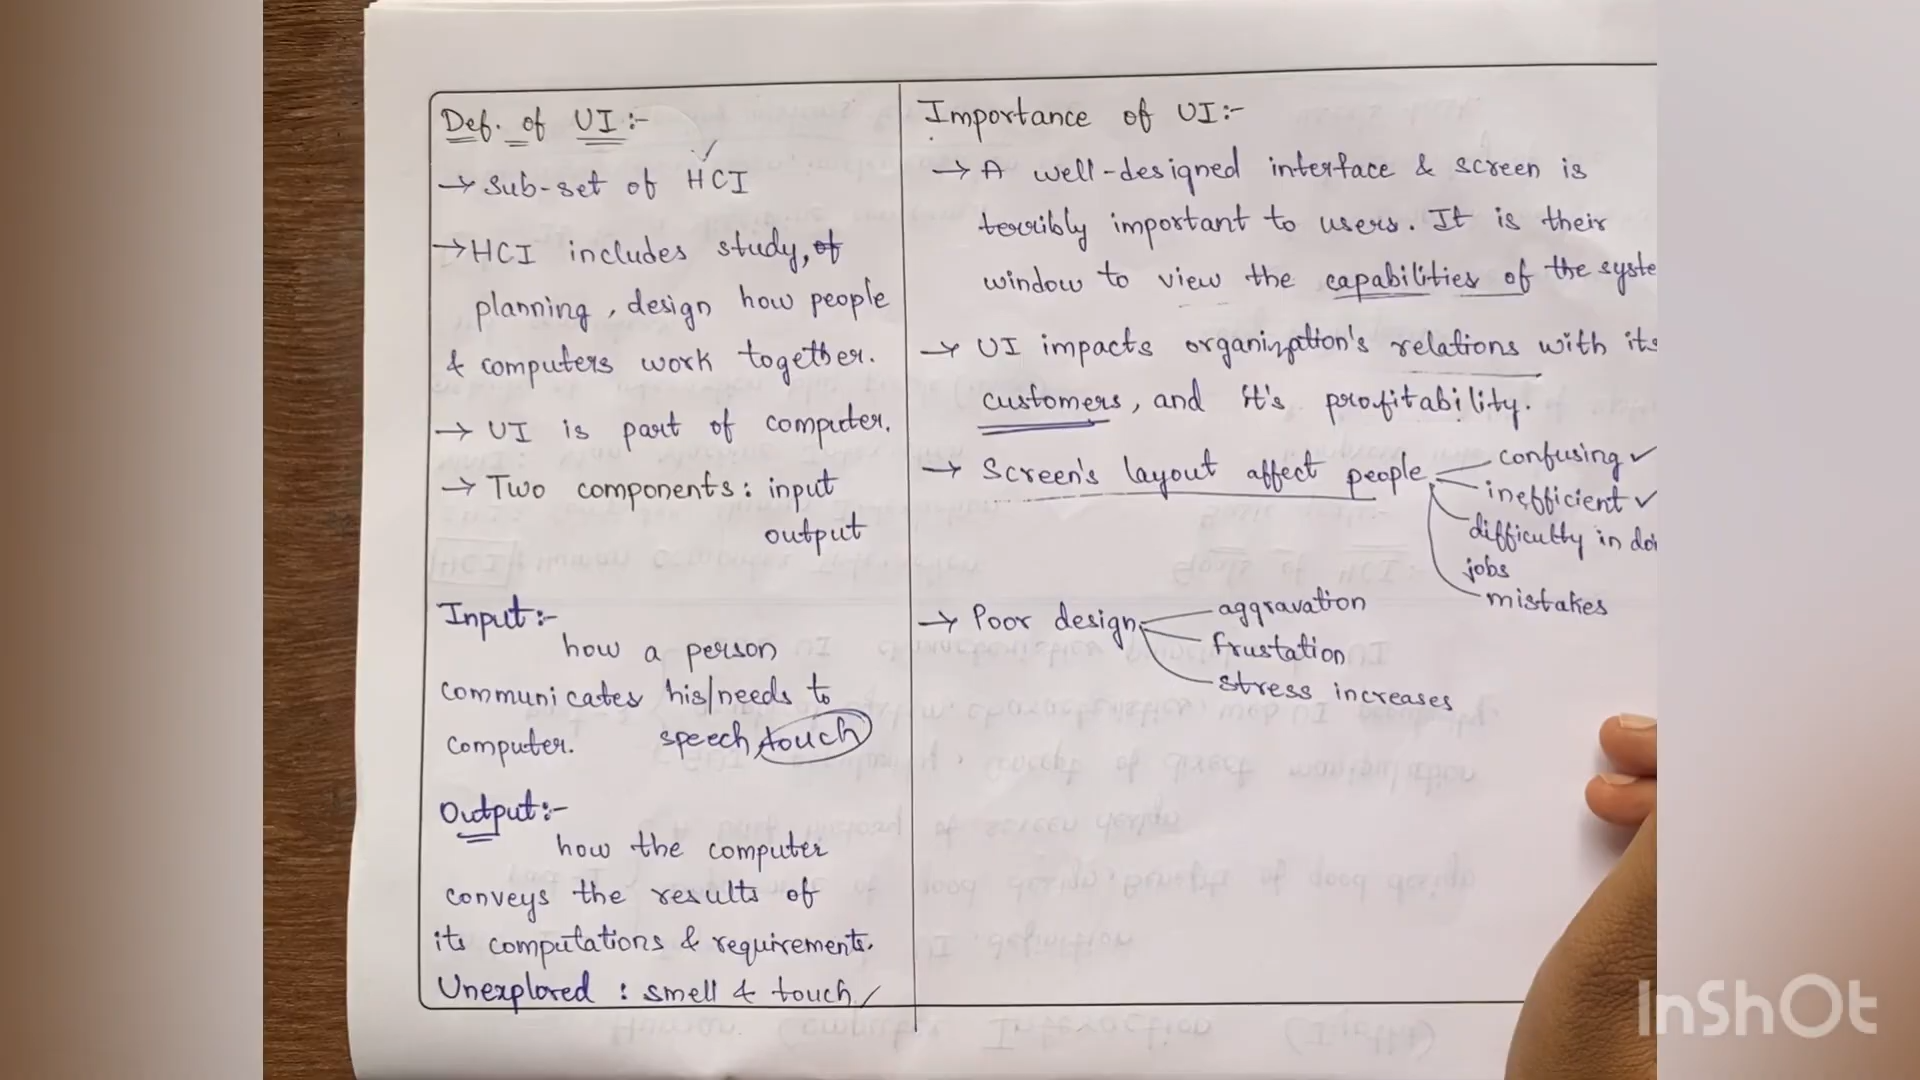 Def. of UI :-
→ Sub-set of HCI
→ HCI includes study, of
planning, design how people
& computers work together.
→ UI is part of computer.
→ Two components : input
output
Input :-
how a person
communicates his/needs to
computer. speech, touch
Output :-
how the computer
conveys the results of
its computations & requirements.
Unexplored : smell & touch
Importance of UI :-
→ A well-designed interface & screen is
terribly important to users. It is their
window to view the capabilities of the syste
→ UI impacts organization's relations with its
customers, and it's profitability.
→ Screen's layout affect people
confusing ✓
inefficient ✓
difficulty in doi
jobs
mistakes
→ Poor design
aggravation
frustation
stress increases
InShOt